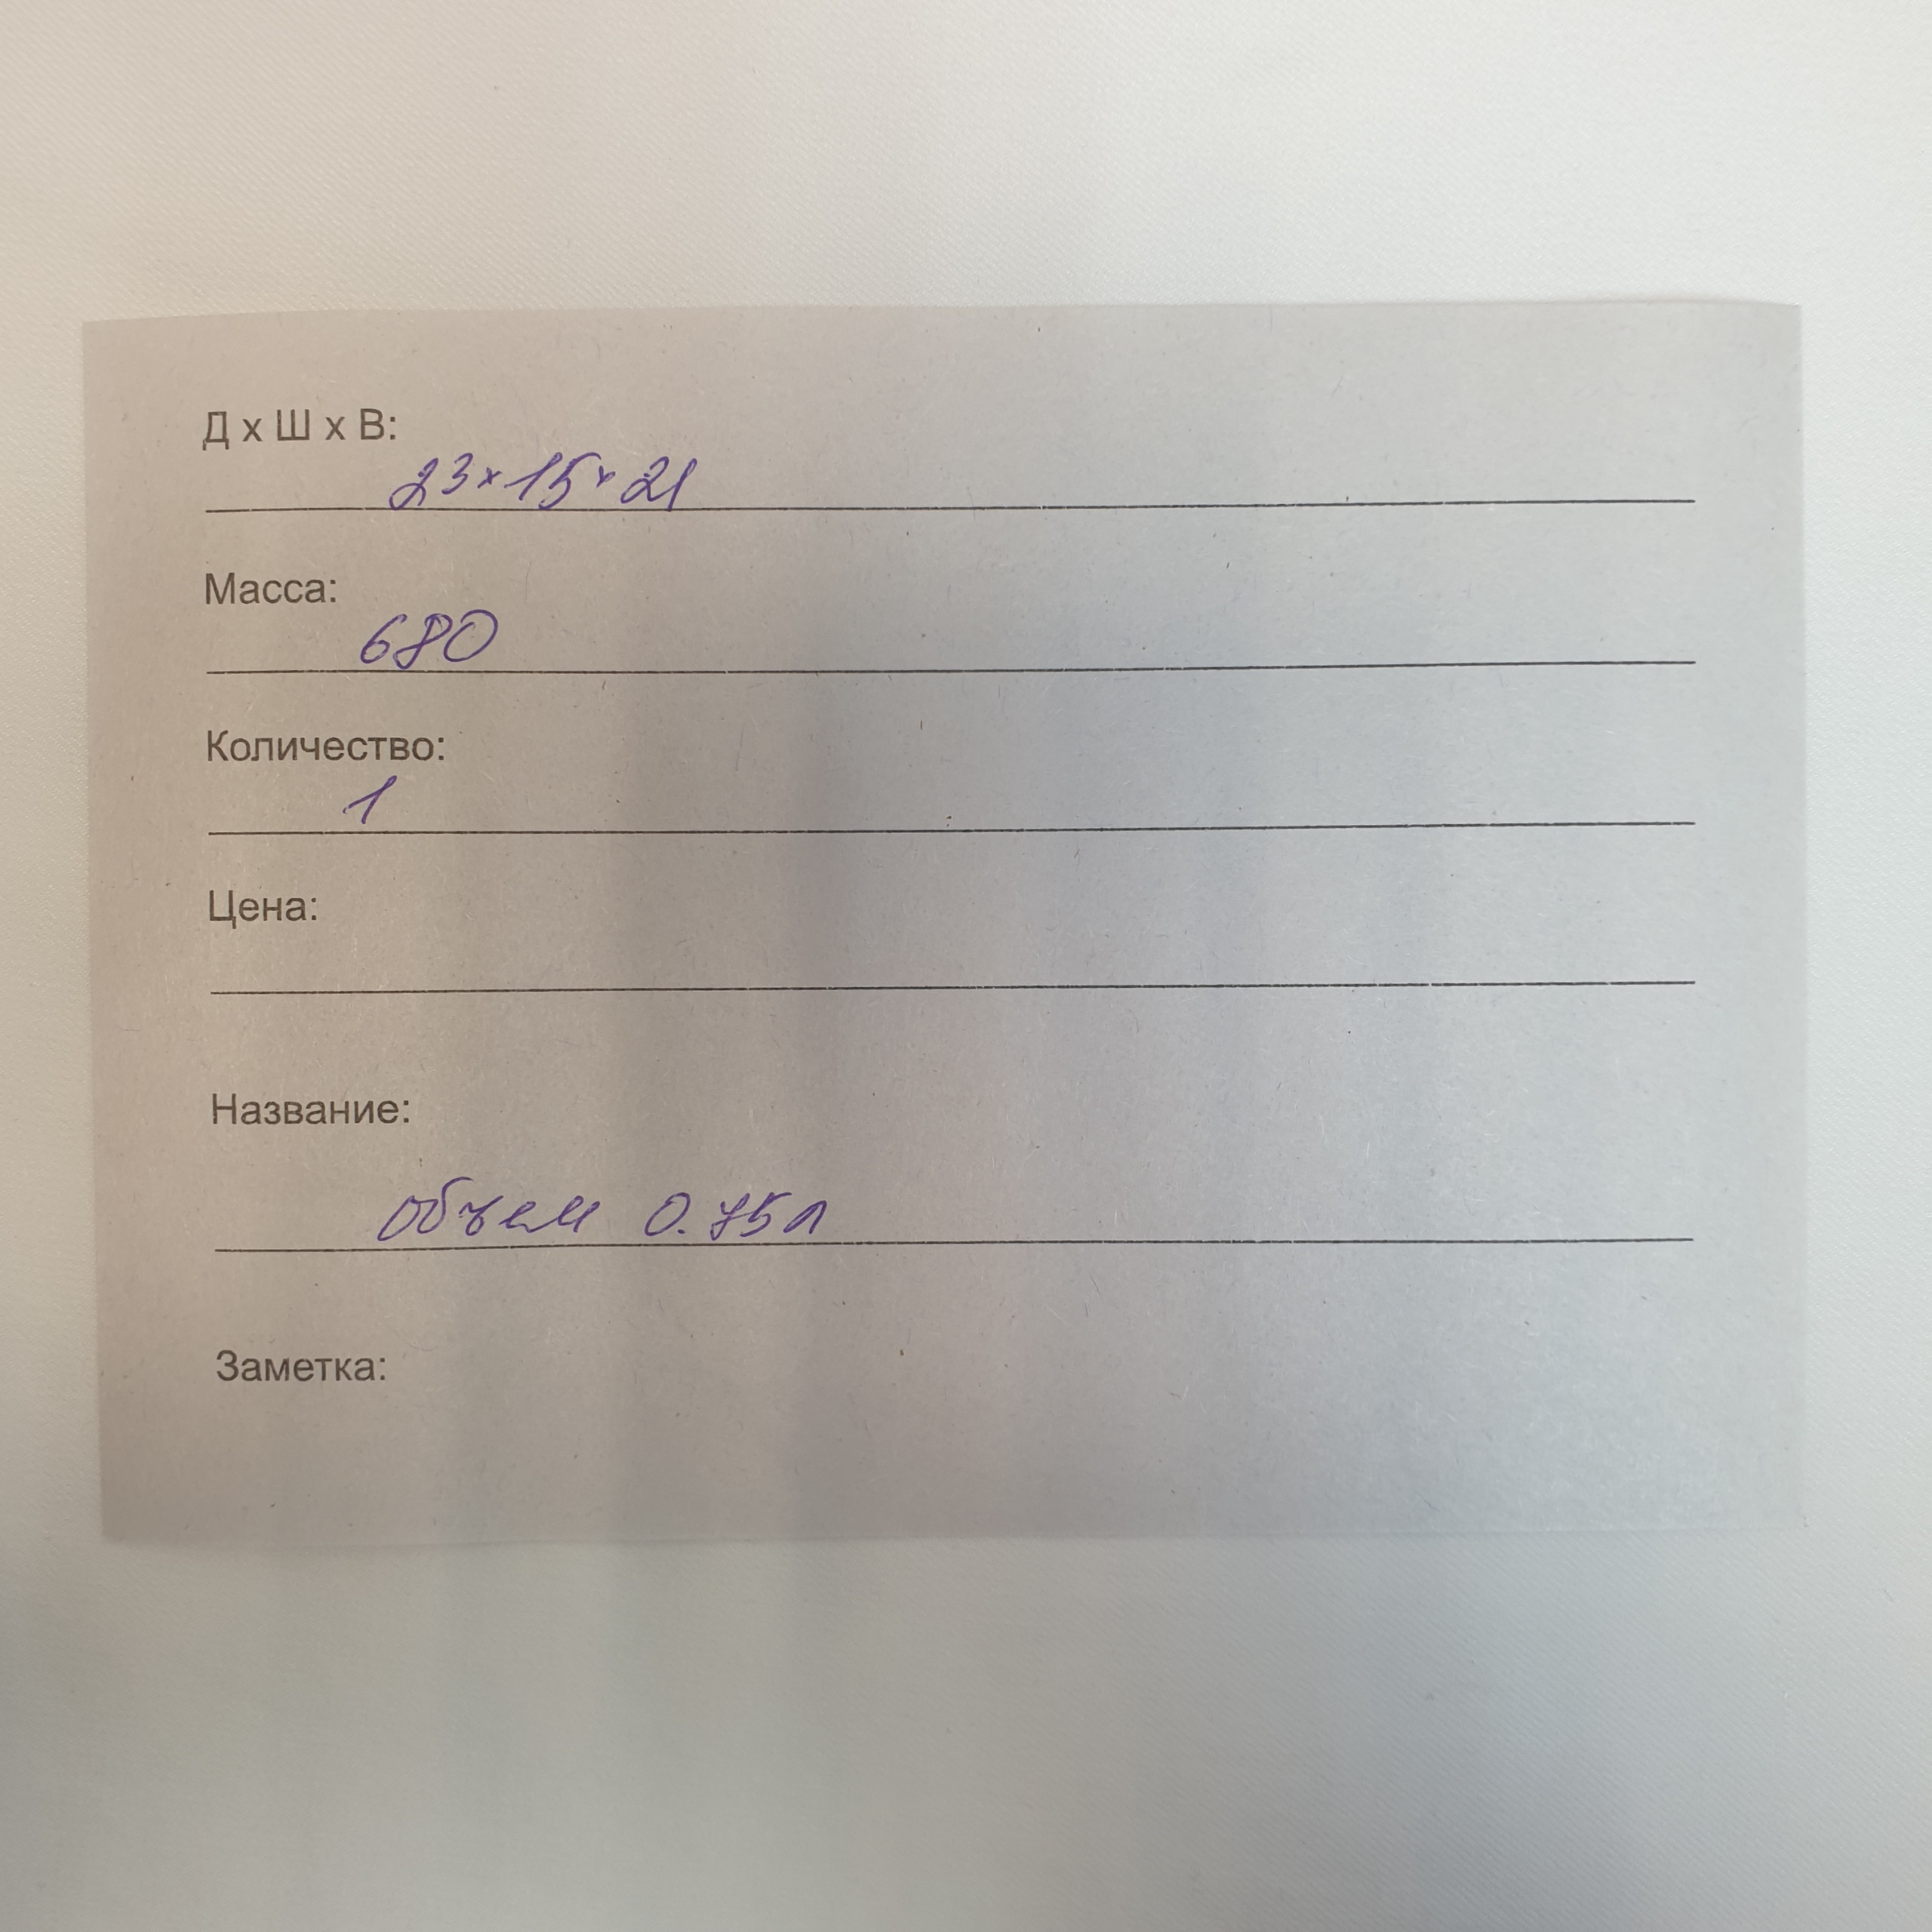 Д х Ш х В:
23×15×21
Масса:
680
Количество:
1
Цена:
Название:
объем 0.75л
Заметка: